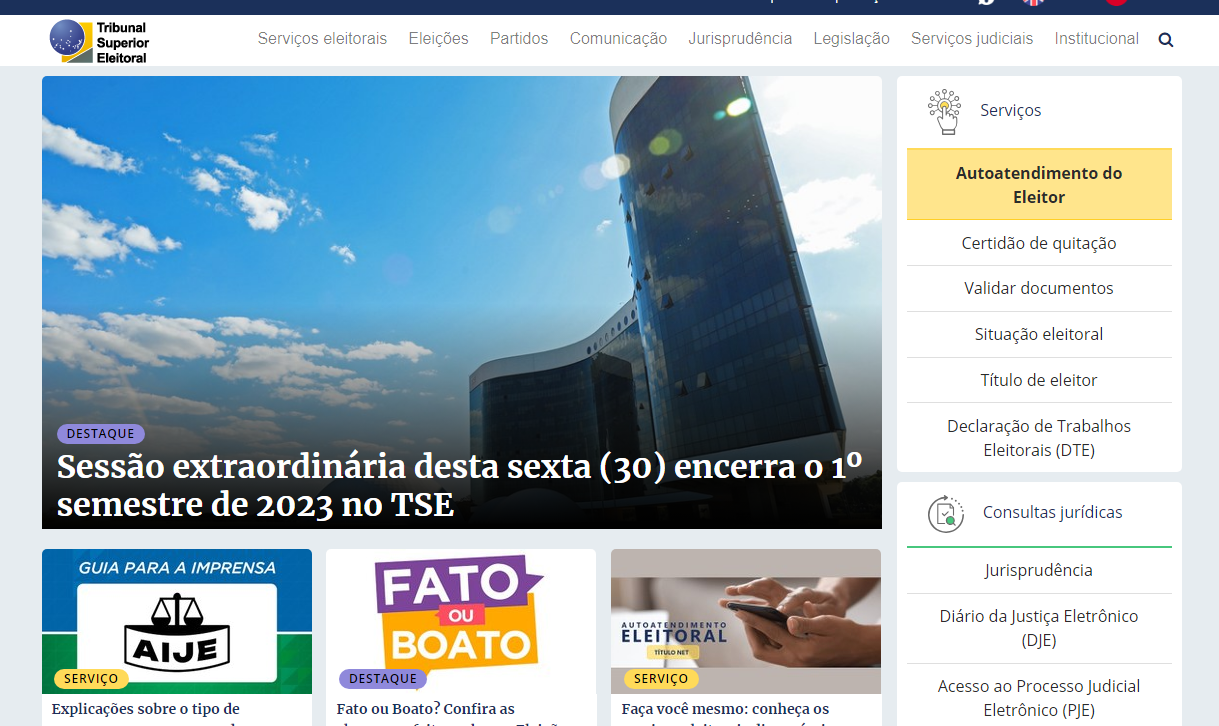 Tribunal
Superior
Eleitoral
Serviços eleitorais Eleições Partidos Comunicação Jurisprudência Legislação Serviços judiciais Institucional
DESTAQUE
Sessão extraordinária desta sexta (30) encerra o 1º
semestre de 2023 no TSE
GUIA PARA A IMPRENSA
AIJE
SERVIÇO
Explicações sobre o tipo de
FATO
OU
BOATO
DESTAQUE
Fato ou Boato? Confira as
AUTOATENDIMENTO
ELEITORAL
TÍTULO NET
SERVIÇO
Faça você mesmo: conheça os
Serviços
Autoatendimento do
Eleitor
Certidão de quitação
Validar documentos
Situação eleitoral
Título de eleitor
Declaração de Trabalhos
Eleitorais (DTE)
Consultas jurídicas
Jurisprudência
Diário da Justiça Eletrônico
(DJE)
Acesso ao Processo Judicial
Eletrônico (PJE)